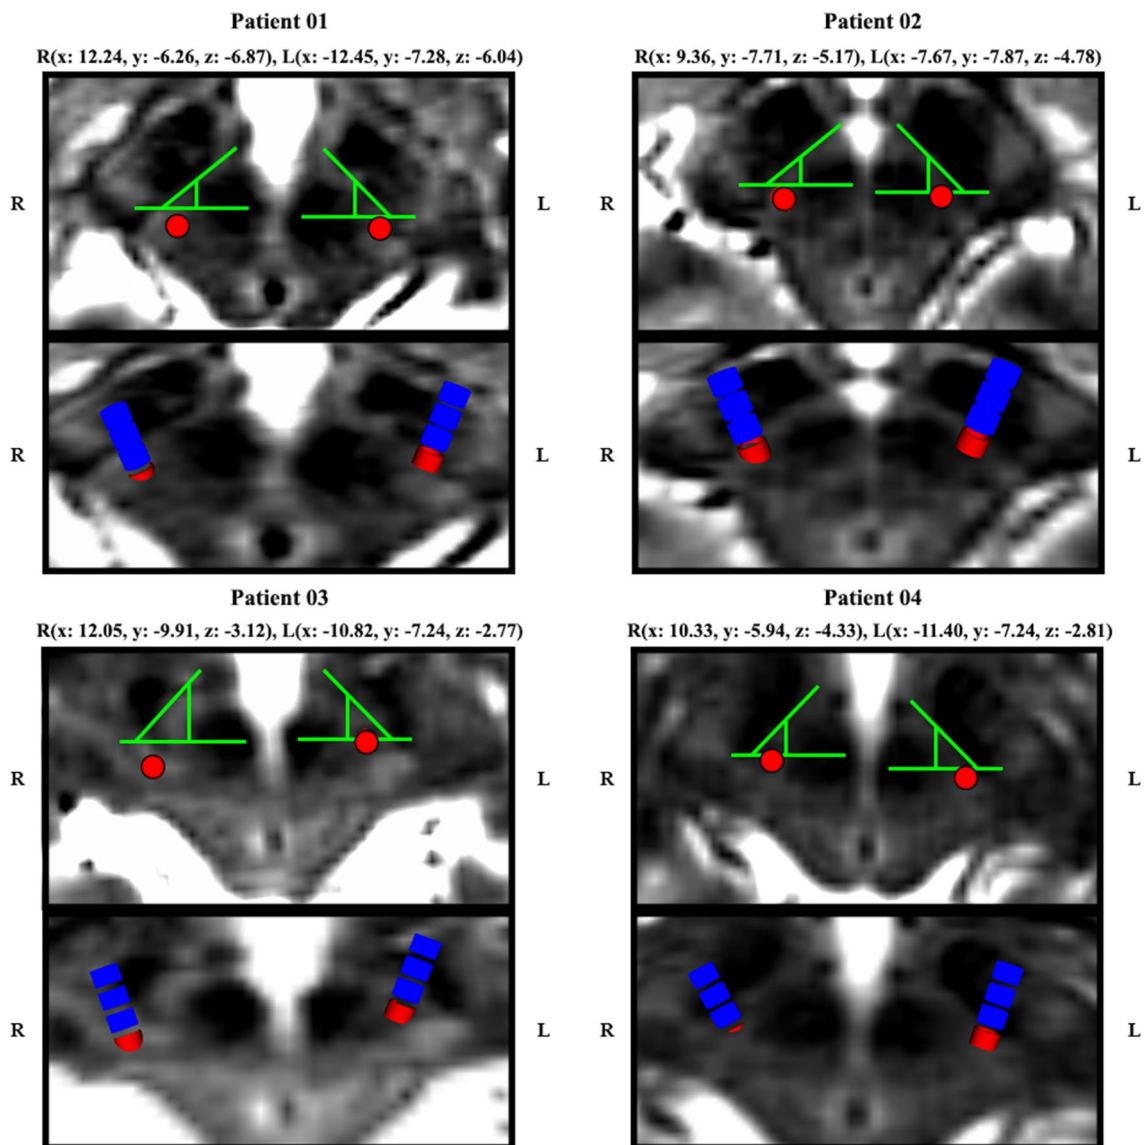 Patient 01
R(x: 12.24, y: -6.26, z: -6.87), L(x: -12.45, y: -7.28, z: -6.04)
R
L
R
L
Patient 02
R(x: 9.36, y: -7.71, z: -5.17), L(x: -7.67, y: -7.87, z: -4.78)
R
L
R
L
Patient 03
R(x: 12.05, y: -9.91, z: -3.12), L(x: -10.82, y: -7.24, z: -2.77)
R
L
R
L
Patient 04
R(x: 10.33, y: -5.94, z: -4.33), L(x: -11.40, y: -7.24, z: -2.81)
R
L
R
L